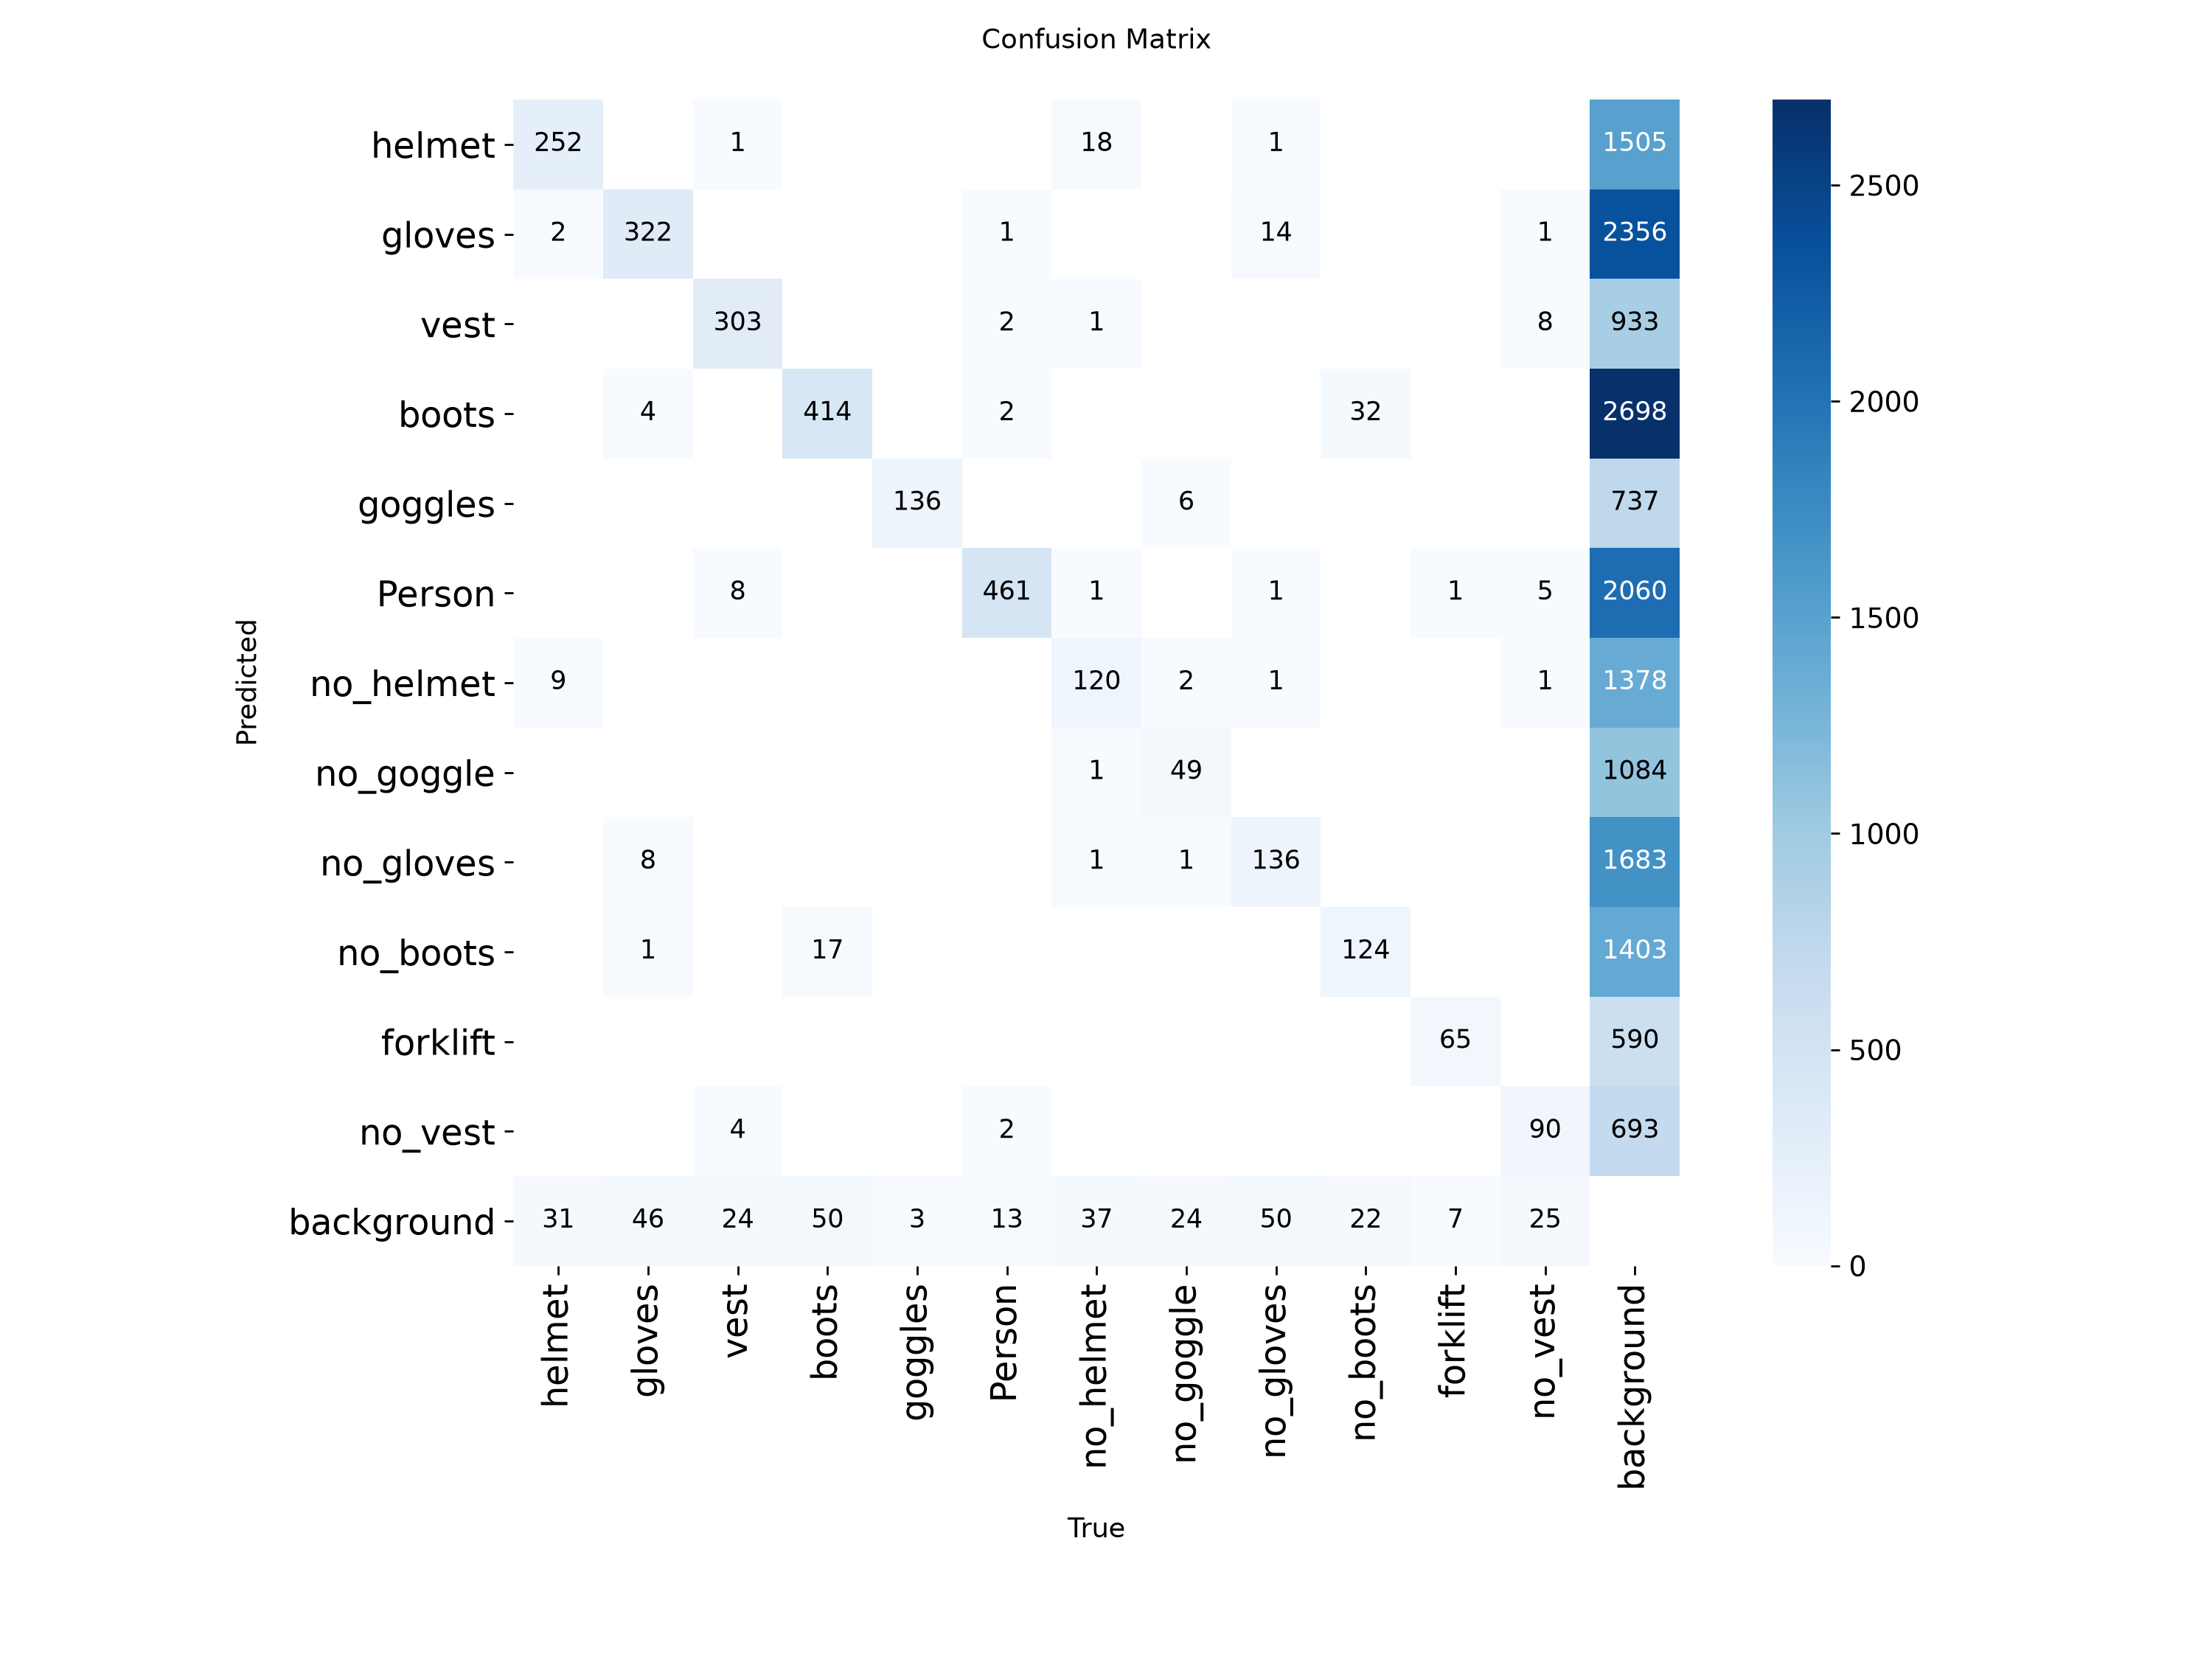 Confusion Matrix
helmet 252 1 18 1 1505
gloves 2 322 1 14 1 2356
vest 303 2 1 8 933
boots 4 414 2 32 2698
goggles 136 6 737
Person 8 461 1 1 1 5 2060
no_helmet 9 120 2 1 1 1378
no_goggle 1 49 1084
no_gloves 8 1 1 136 1683
no_boots 1 17 124 1403
forklift 65 590
no_vest 4 2 90 693
background 31 46 24 50 3 13 37 24 50 22 7 25
helmet
gloves
vest
boots
goggles
Person
no_helmet
no_goggle
no_gloves
no_boots
forklift
no_vest
background
True
Predicted
2500
2000
1500
1000
500
0